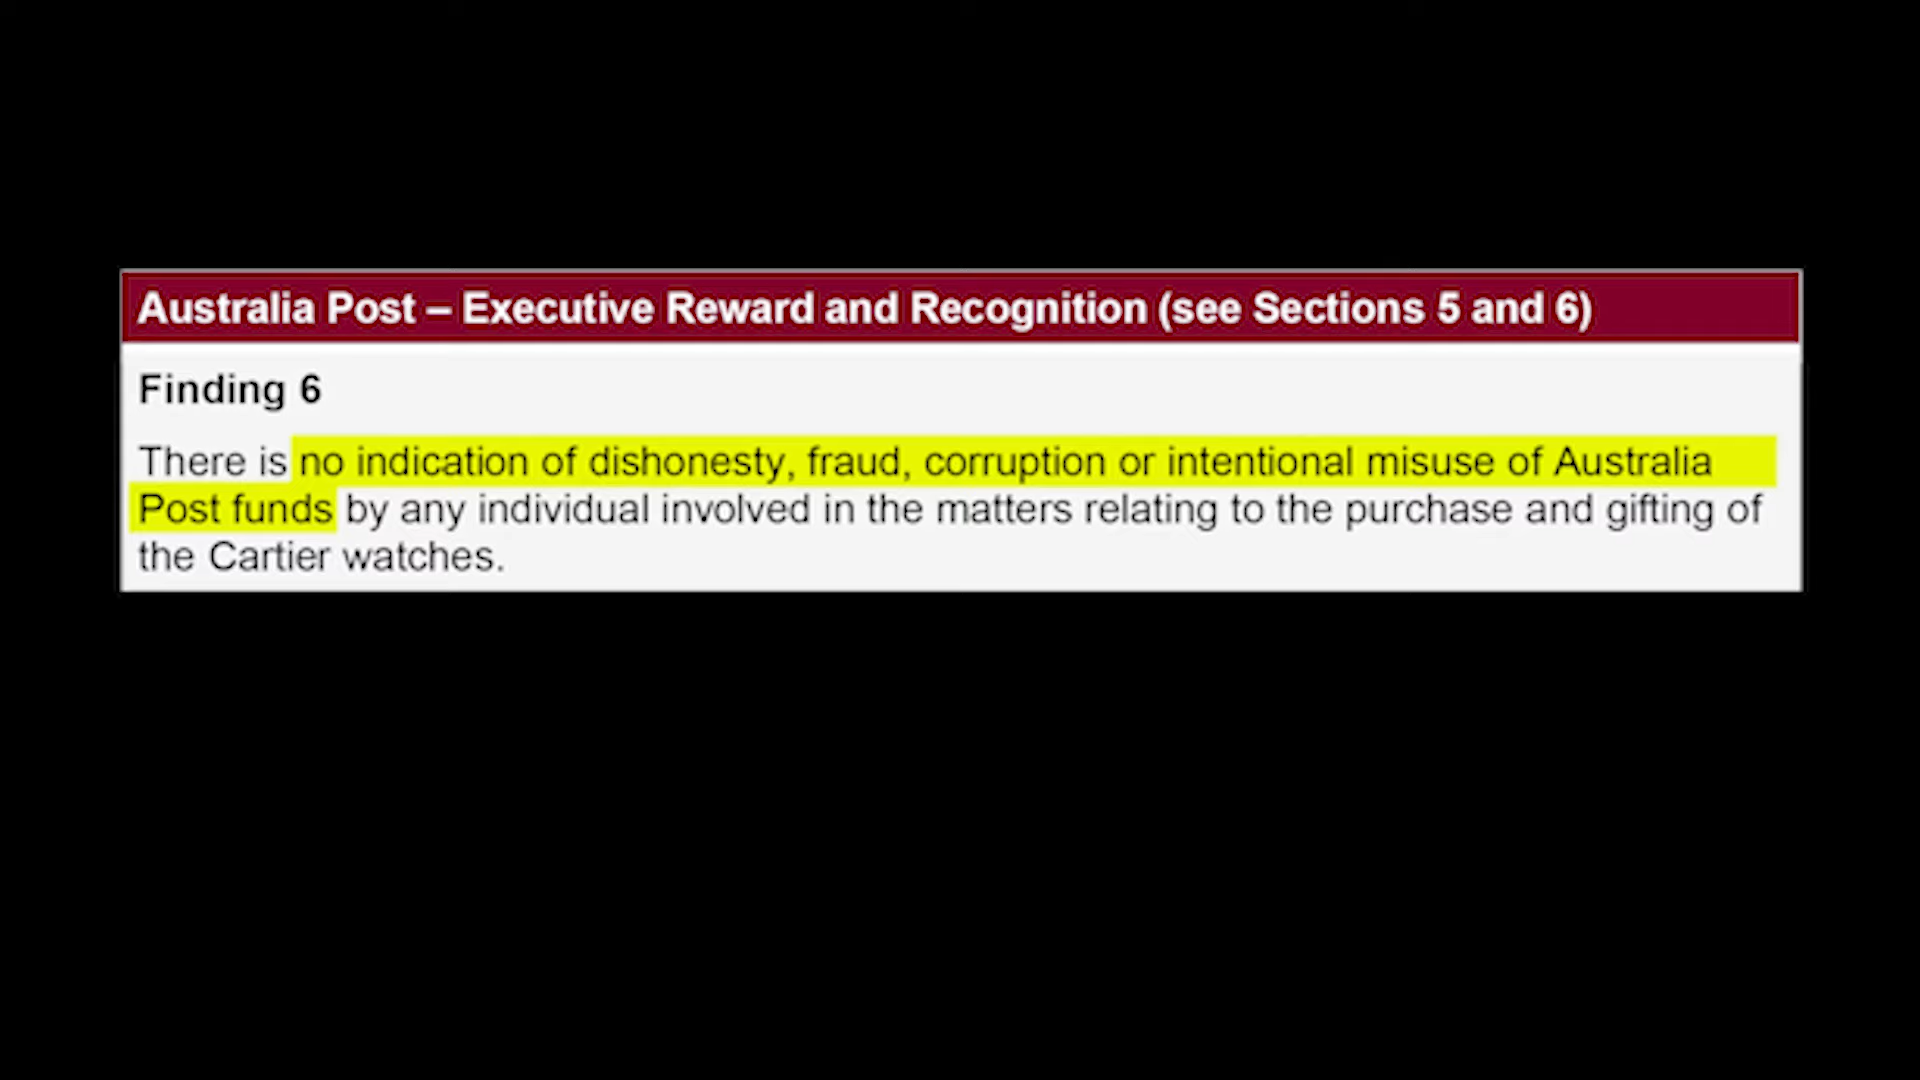 Australia Post – Executive Reward and Recognition (see Sections 5 and 6)
Finding 6
There is no indication of dishonesty, fraud, corruption or intentional misuse of Australia
Post funds by any individual involved in the matters relating to the purchase and gifting of
the Cartier watches.